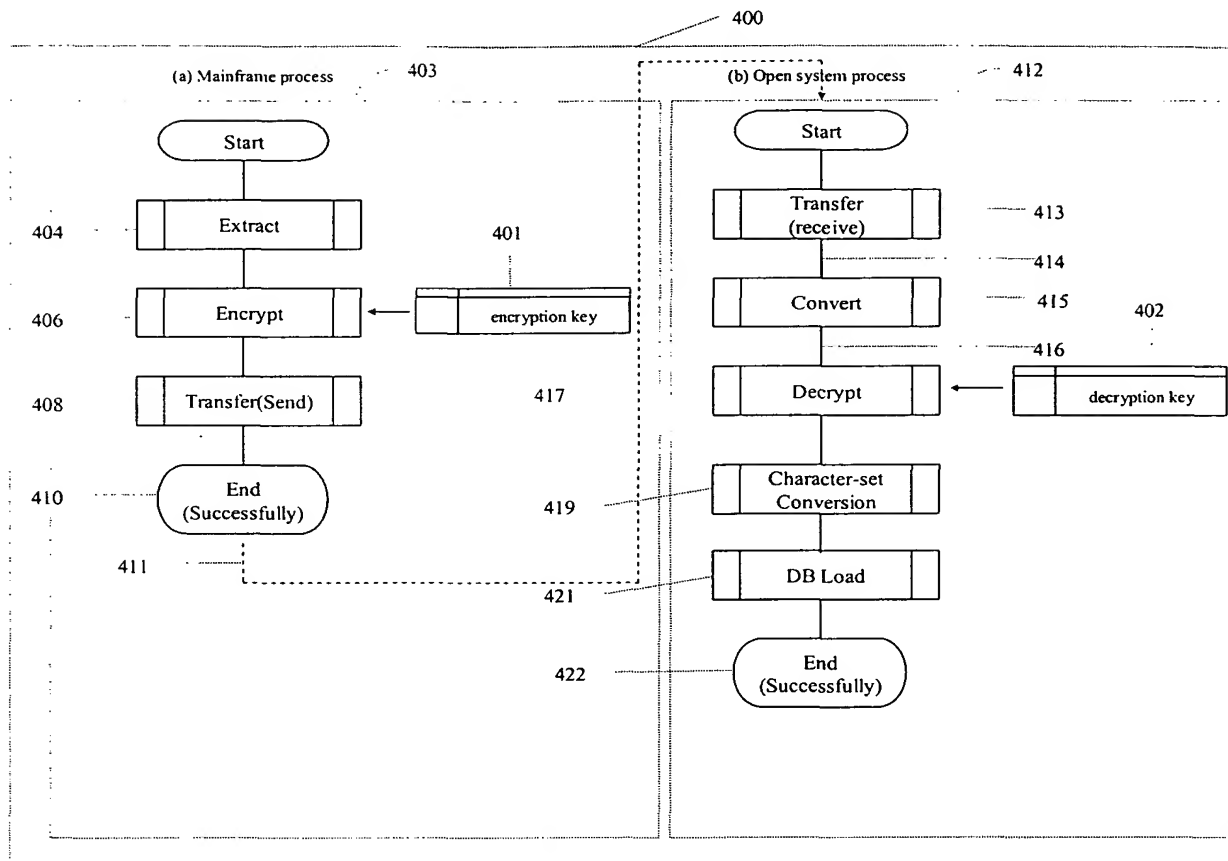 400
(a) Mainframe process
403
Start
404
Extract
401
406
Encrypt
encryption key
417
408
Transfer(Send)
410
End
(Successfully)
411
(b) Open system process
412
Start
Transfer
(receive)
413
414
Convert
415
402
416
Decrypt
decryption key
419
Character-set
Conversion
421
DB Load
422
End
(Successfully)